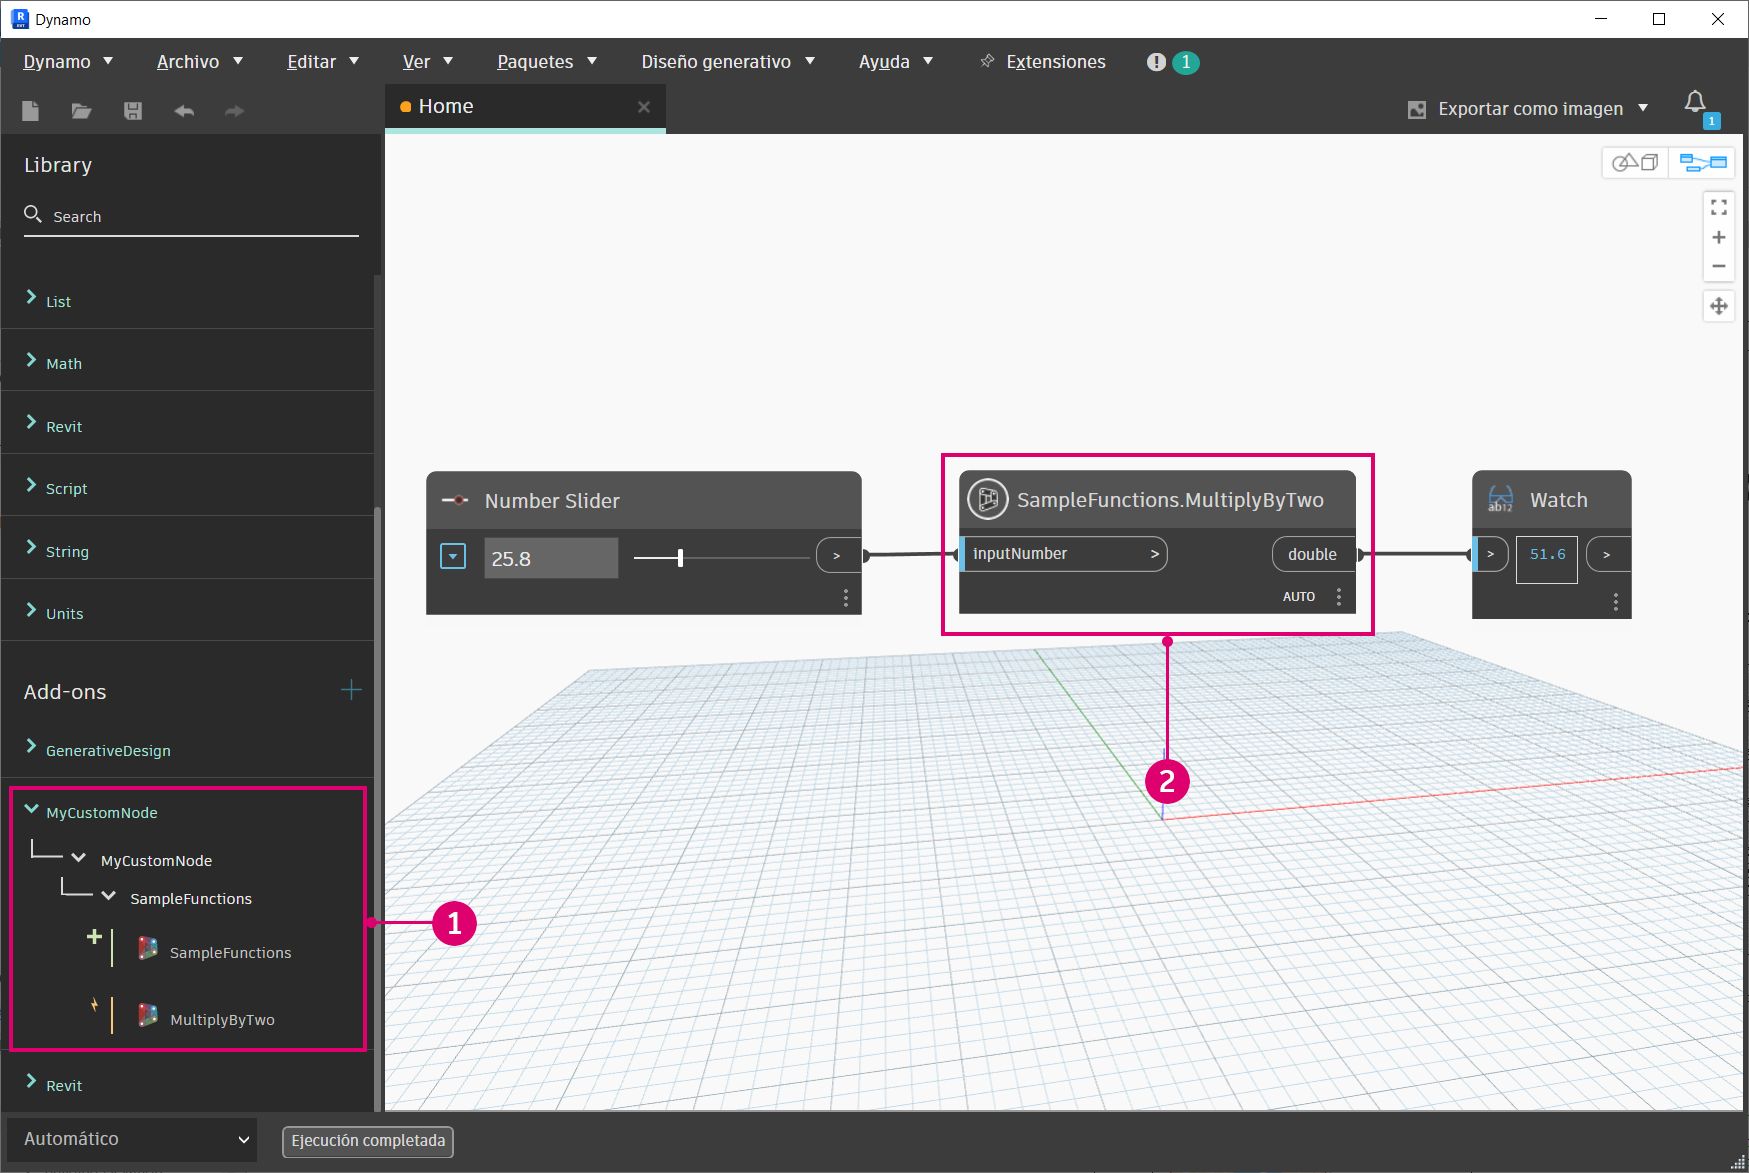 Dynamo
Dynamo Archivo Editar Ver Paquetes Diseño generativo Ayuda Extensiones 1
Home
Exportar como imagen
1
Library
Search
List
Math
Revit
Script
String
Units
Add-ons
GenerativeDesign
MyCustomNode
MyCustomNode
SampleFunctions
SampleFunctions
MultiplyByTwo
Revit
1
Number Slider
25.8
>
SampleFunctions.MultiplyByTwo
inputNumber >
double
AUTO
Watch
ab12
>
51.6
>
2
Automático
Ejecución completada